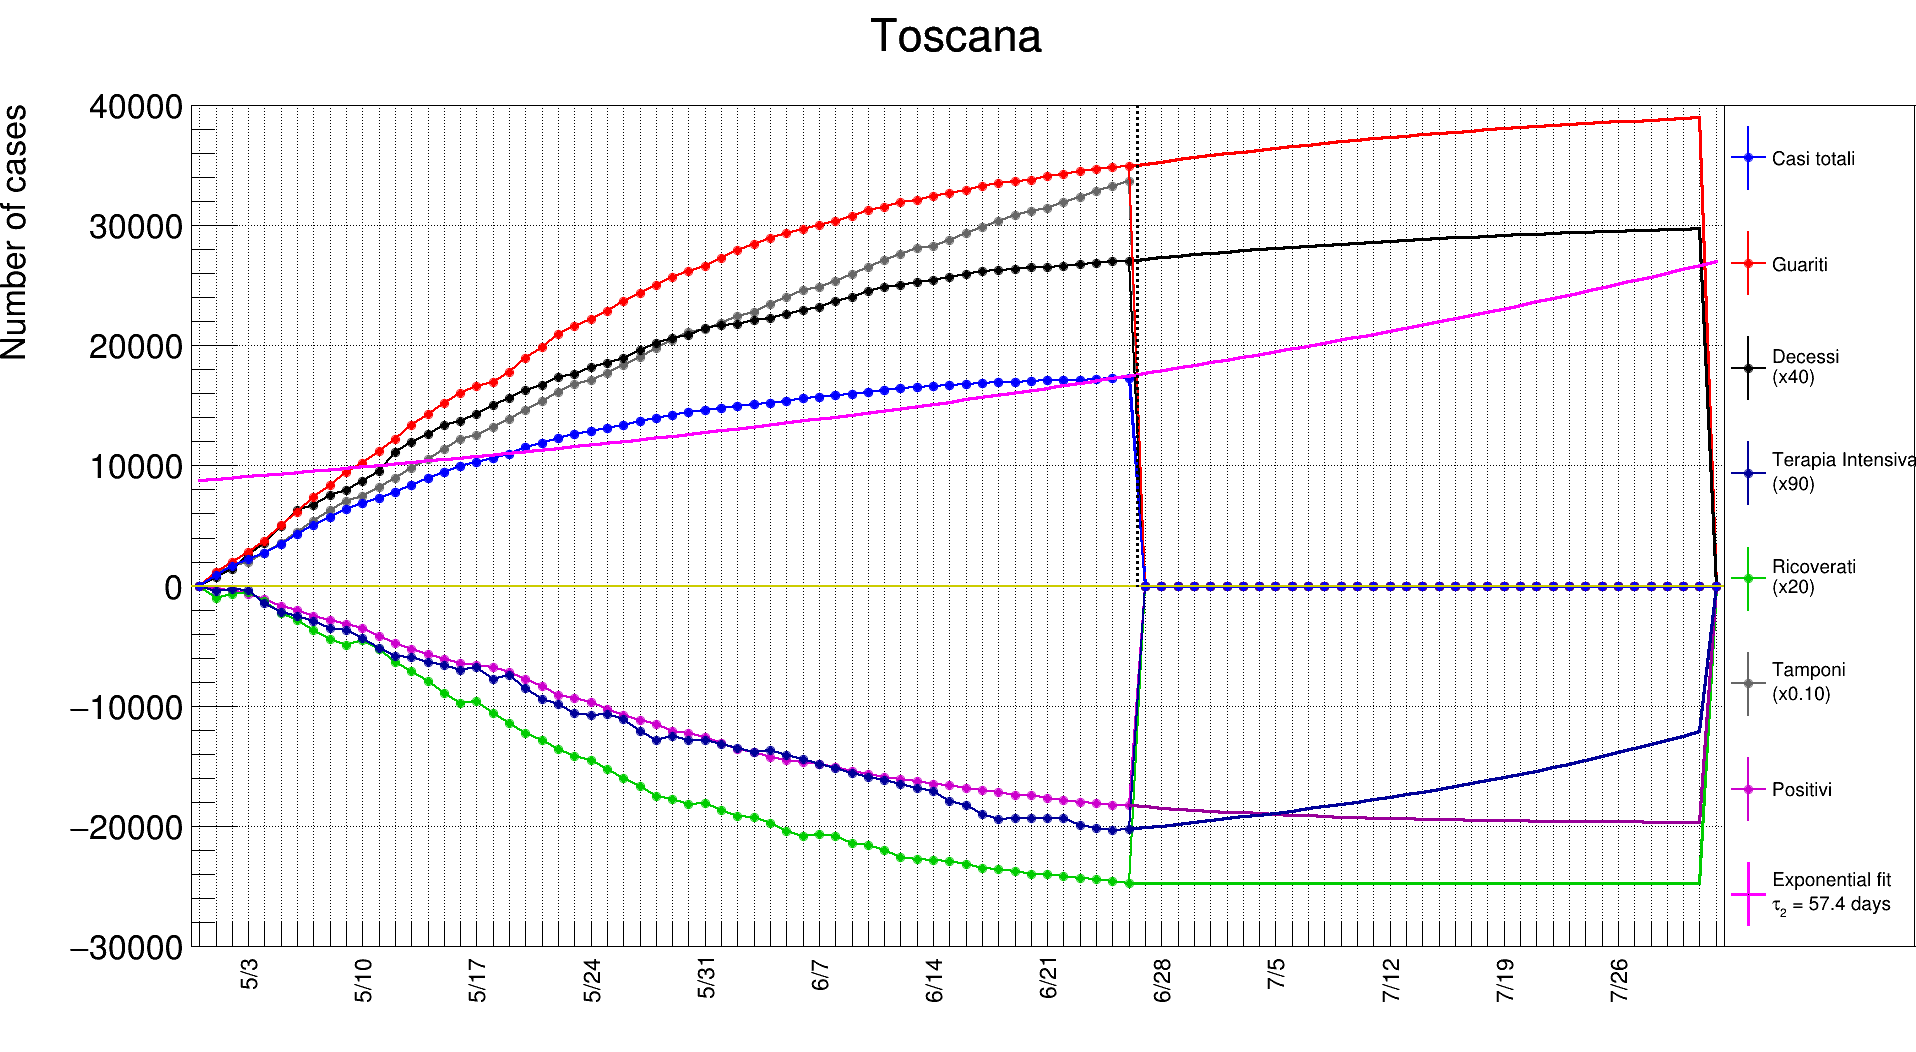 Toscana
Number of cases
40000
30000
20000
10000
0
−10000
−20000
−30000
5/3
5/10
5/17
5/24
5/31
6/7
6/14
6/21
6/28
7/5
7/12
7/19
7/26
Casi totali
Guariti
Decessi
(x40)
Terapia Intensiva
(x90)
Ricoverati
(x20)
Tamponi
(x0.10)
Positivi
Exponential fit
τ2 = 57.4 days